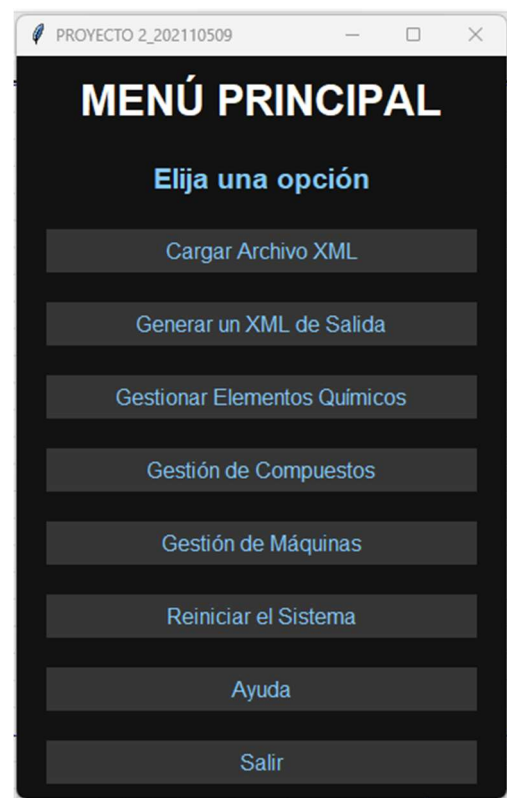 PROYECTO 2_202110509
MENÚ PRINCIPAL
Elija una opción
Cargar Archivo XML
Generar un XML de Salida
Gestionar Elementos Químicos
Gestión de Compuestos
Gestión de Máquinas
Reiniciar el Sistema
Ayuda
Salir